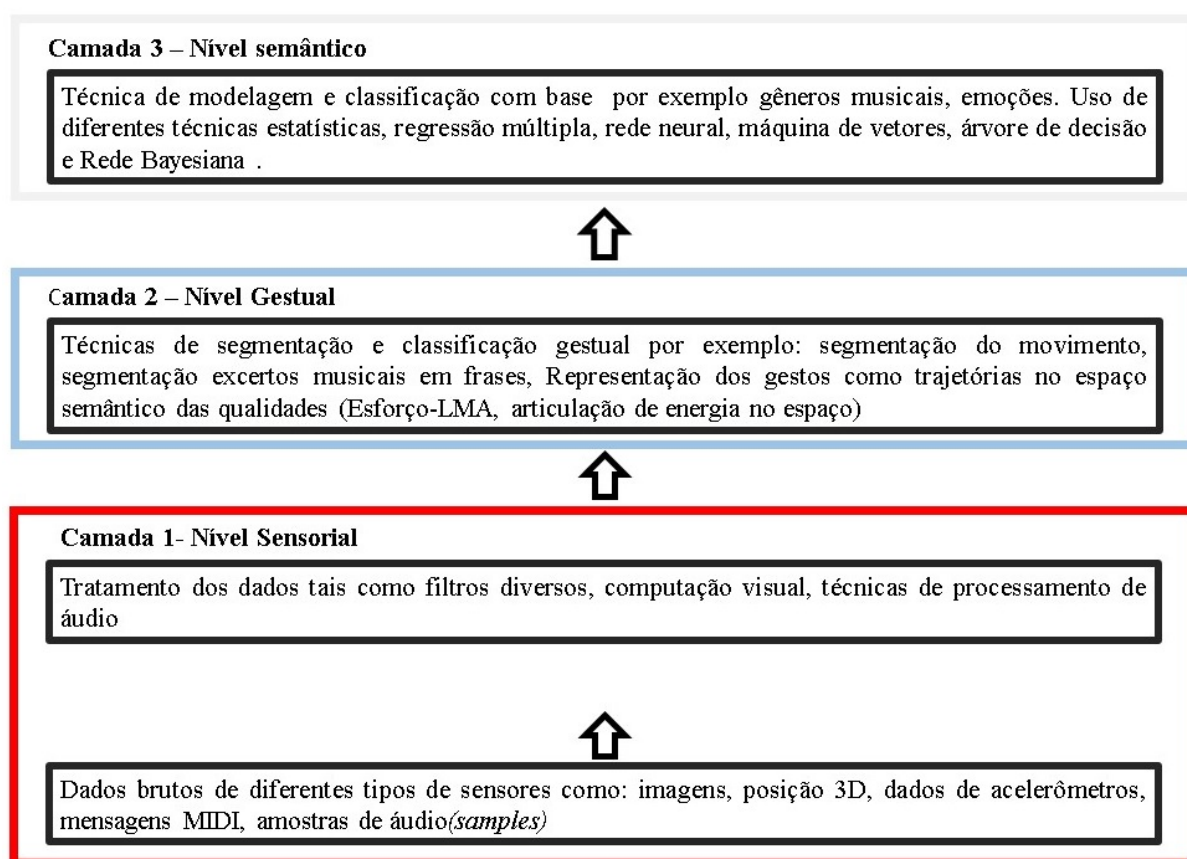 Camada 3 – Nível semântico
Técnica de modelagem e classificação com base por exemplo gêneros musicais, emoções. Uso de
diferentes técnicas estatísticas, regressão múltipla, rede neural, máquina de vetores, árvore de decisão
e Rede Bayesiana .
Camada 2 – Nível Gestual
Técnicas de segmentação e classificação gestual por exemplo: segmentação do movimento,
segmentação excertos musicais em frases, Representação dos gestos como trajetórias no espaço
semântico das qualidades (Esforço-LMA, articulação de energia no espaço)
Camada 1- Nível Sensorial
Tratamento dos dados tais como filtros diversos, computação visual, técnicas de processamento de
áudio
Dados brutos de diferentes tipos de sensores como: imagens, posição 3D, dados de acelerômetros,
mensagens MIDI, amostras de áudio(samples)